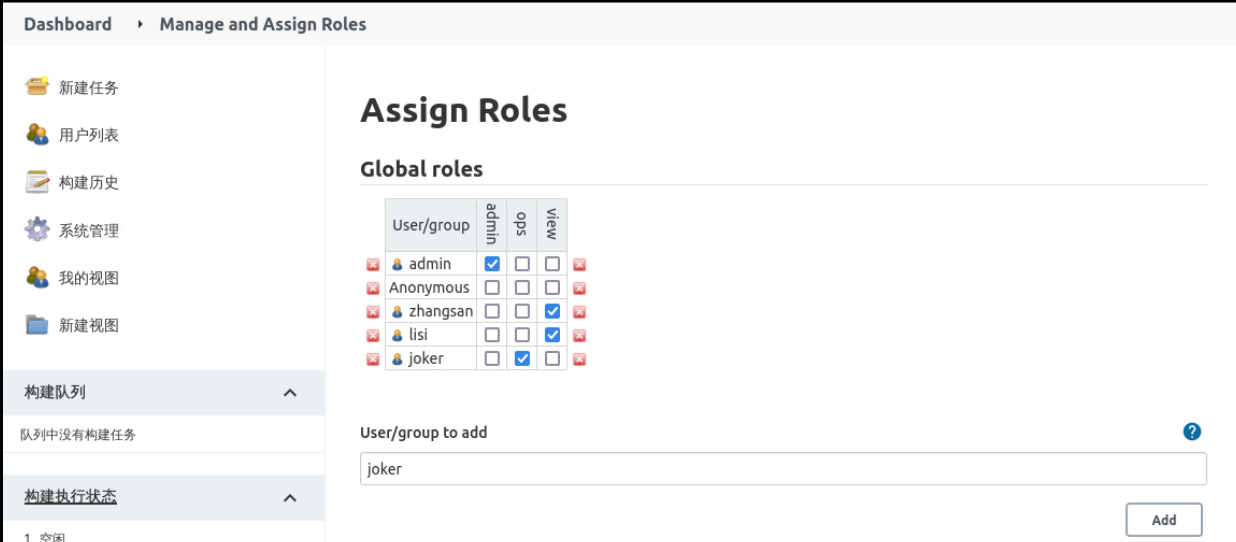 Dashboard ‣ Manage and Assign Roles
新建任务
用户列表
构建历史
系统管理
我的视图
新建视图
构建队列
队列中没有构建任务
构建执行状态
1 空闲
Assign Roles
Global roles
User/group admin ops view
admin
Anonymous
zhangsan
lisi
joker
User/group to add
?
joker
Add